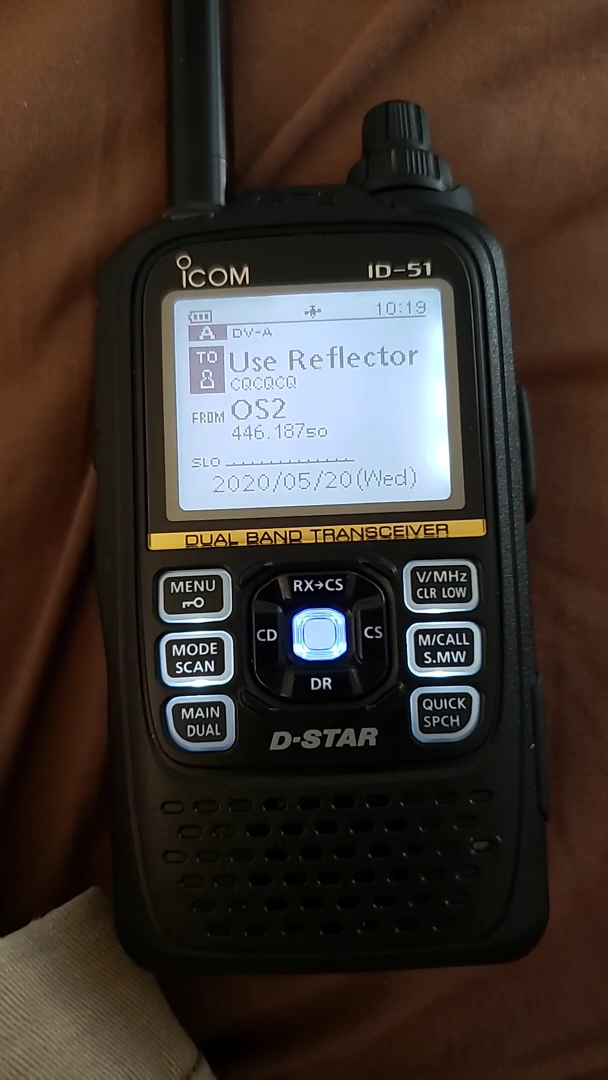 ICOM ID-51
10:19
A DV-A
TO Use Reflector
CQCQCQ
FROM OS2
446.18750
SLO
2020/05/20(Wed)
DUAL BAND TRANSCEIVER
MENU
RX→CS
V/MHz
CLR LOW
MODE
SCAN
CD
CS
M/CALL
S.MW
MAIN
DUAL
DR
QUICK
SPCH
D-STAR